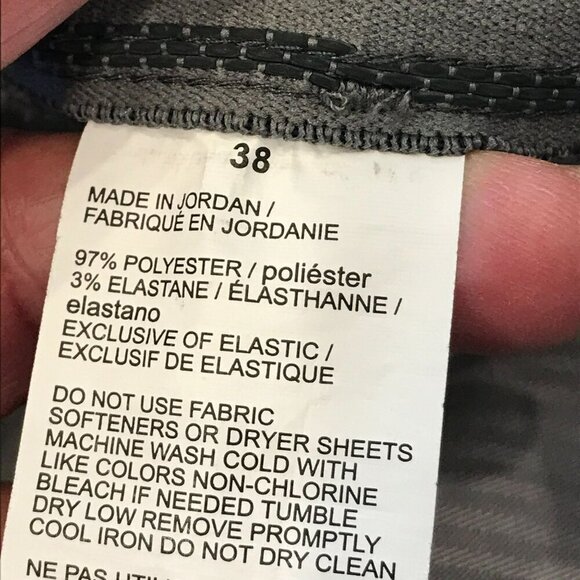 38
MADE IN JORDAN /
FABRIQUÉ EN JORDANIE
97% POLYESTER / poliéster
3% ELASTANE / ÉLASTHANNE /
elastano
EXCLUSIVE OF ELASTIC /
EXCLUSIF DE ELASTIQUE
DO NOT USE FABRIC
SOFTENERS OR DRYER SHEETS
MACHINE WASH COLD WITH
LIKE COLORS NON-CHLORINE
BLEACH IF NEEDED TUMBLE
DRY LOW REMOVE PROMPTLY
COOL IRON DO NOT DRY CLEAN
NE PAS